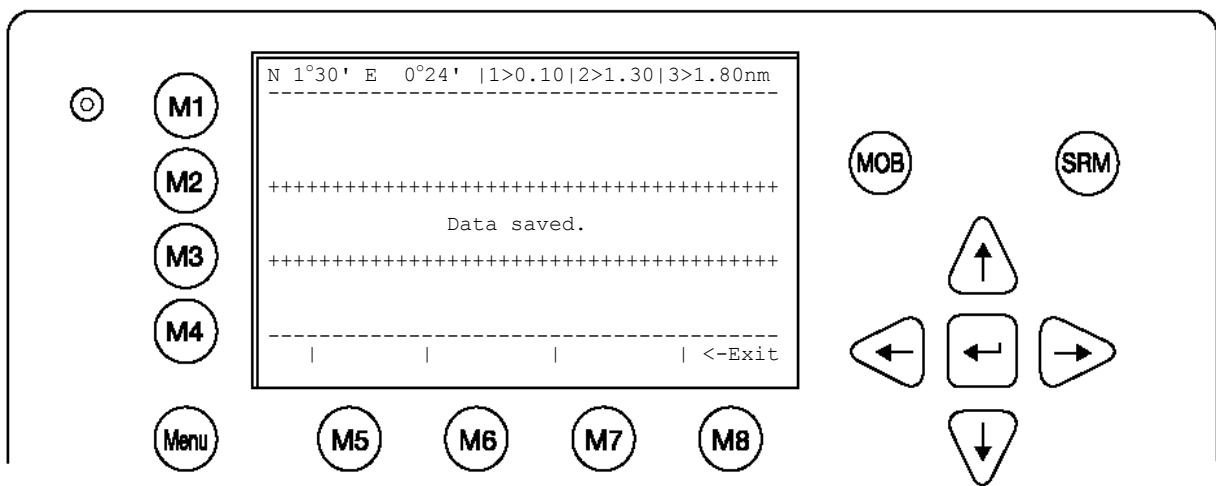 N 1°30' E 0°24' |1>0.10|2>1.30|3>1.80nm
----------------------------------------
M1
MOB
SRM
M2
++++++++++++++++++++++++++++++++++++++++
Data saved.
M3
++++++++++++++++++++++++++++++++++++++++
M4
----------------------------------------
| | | | <-Exit
Menu
M5
M6
M7
M8